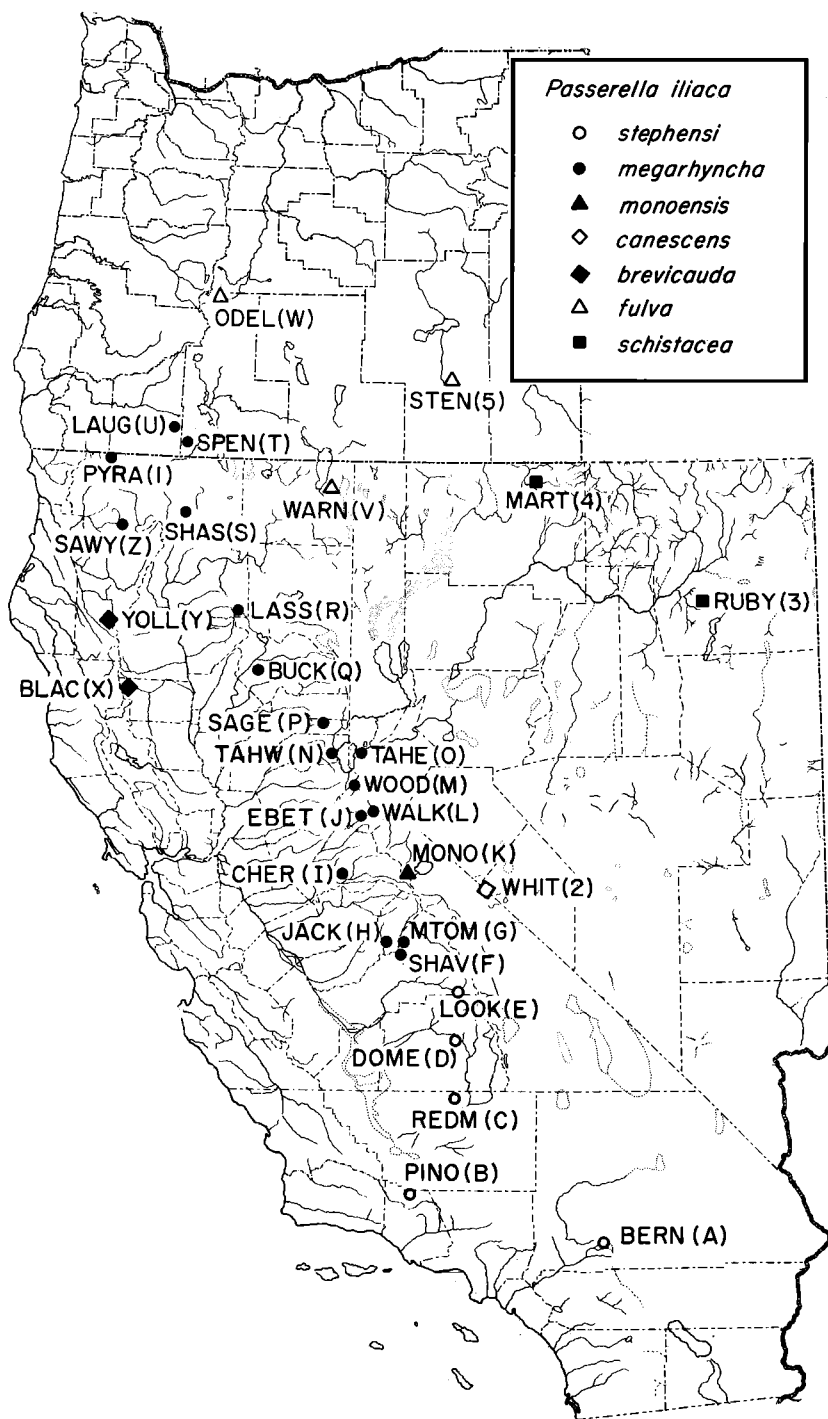 Passerella iliaca
stephensi
megarhyncha
monoensis
canescens
brevicauda
fulva
schistacea
ODEL(W)
STEN(5)
LAUG(U)
SPEN(T)
PYRA(I)
WARN(V)
MART(4)
SHAS(S)
SAWY(Z)
YOLL(Y)
LASS(R)
RUBY(3)
BUCK(Q)
BLAC(X)
SAGE(P)
TAHW(N)
TAHE(O)
WOOD(M)
EBET(J)
WALK(L)
MONO(K)
CHER(I)
WHIT(2)
JACK(H)
MTOM(G)
SHAV(F)
LOOK(E)
DOME(D)
REDM(C)
PINO(B)
BERN(A)